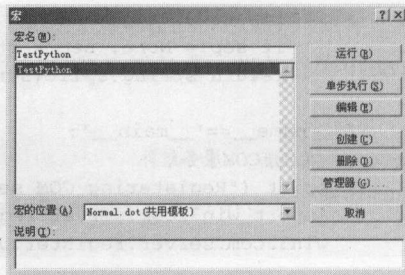 宏
宏名(M):
TestPython
TestPython
运行(R)
单步执行(S)
编辑(E)
创建(C)
删除(D)
管理器(G)...
宏的位置(A) Normal.dot(共用模板)
取消
说明(I):